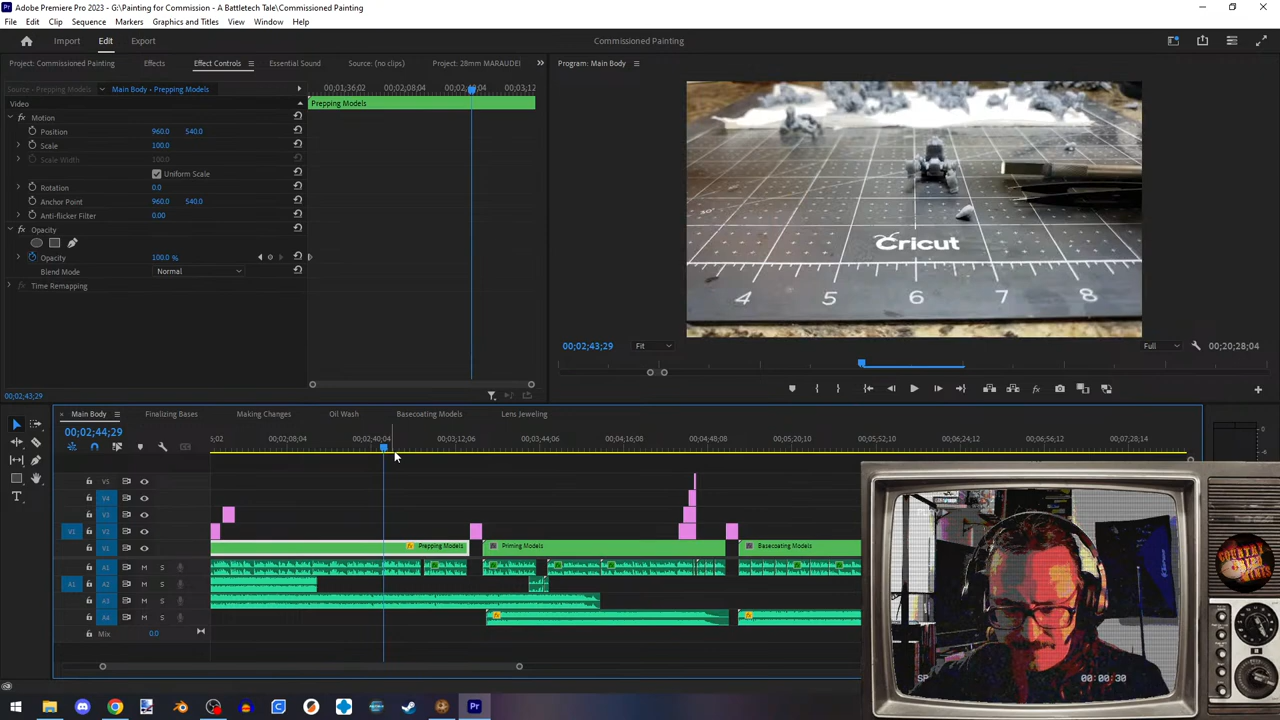 Adobe Premiere Pro 2023 - G:\Painting for Commission - A Battletech Tale\Commissioned Painting
File Edit Clip Sequence Markers Graphics and Titles View Window Help
Import Edit Export Commissioned Painting
Project: Commissioned Painting Effects Effect Controls Essential Sound Source: (no clips) Project: 28mm MARAUDEI Program: Main Body
Source - Prepping Models Main Body - Prepping Models
00;01;36;02 00;02;08;04 00;03;12
Video Prepping Models
Motion
Position 960.0 540.0
Scale 100.0
Scale Width 100.0
Uniform Scale
Rotation 0.0
Anchor Point 960.0 540.0
Anti-flicker Filter 0.00
Opacity
Opacity 100.0 %
Blend Mode Normal
Time Remapping
Cricut
4 5 6 7 8
00;02;43;29 Fit Full 00;20;28;04
00;02;43;29
Main Body Finalizing Bases Making Changes Oil Wash Basecoating Models Lens Jeweling
00;02;44;29
5;02 00;02;08;04 00;02;40;04 00;03;12;06 00;03;44;06 00;04;16;08 00;04;48;08 00;05;20;10 00;05;52;10 00;06;24;12 00;06;56;12 00;07;28;14
V5
V4
V3
V1 V2
V1 Prepping Models Priming Models Basecoating Models
A1 M S
A1 A2 M S
A3 M S
A4 M S
Mix 0.0
SP 00:00:30